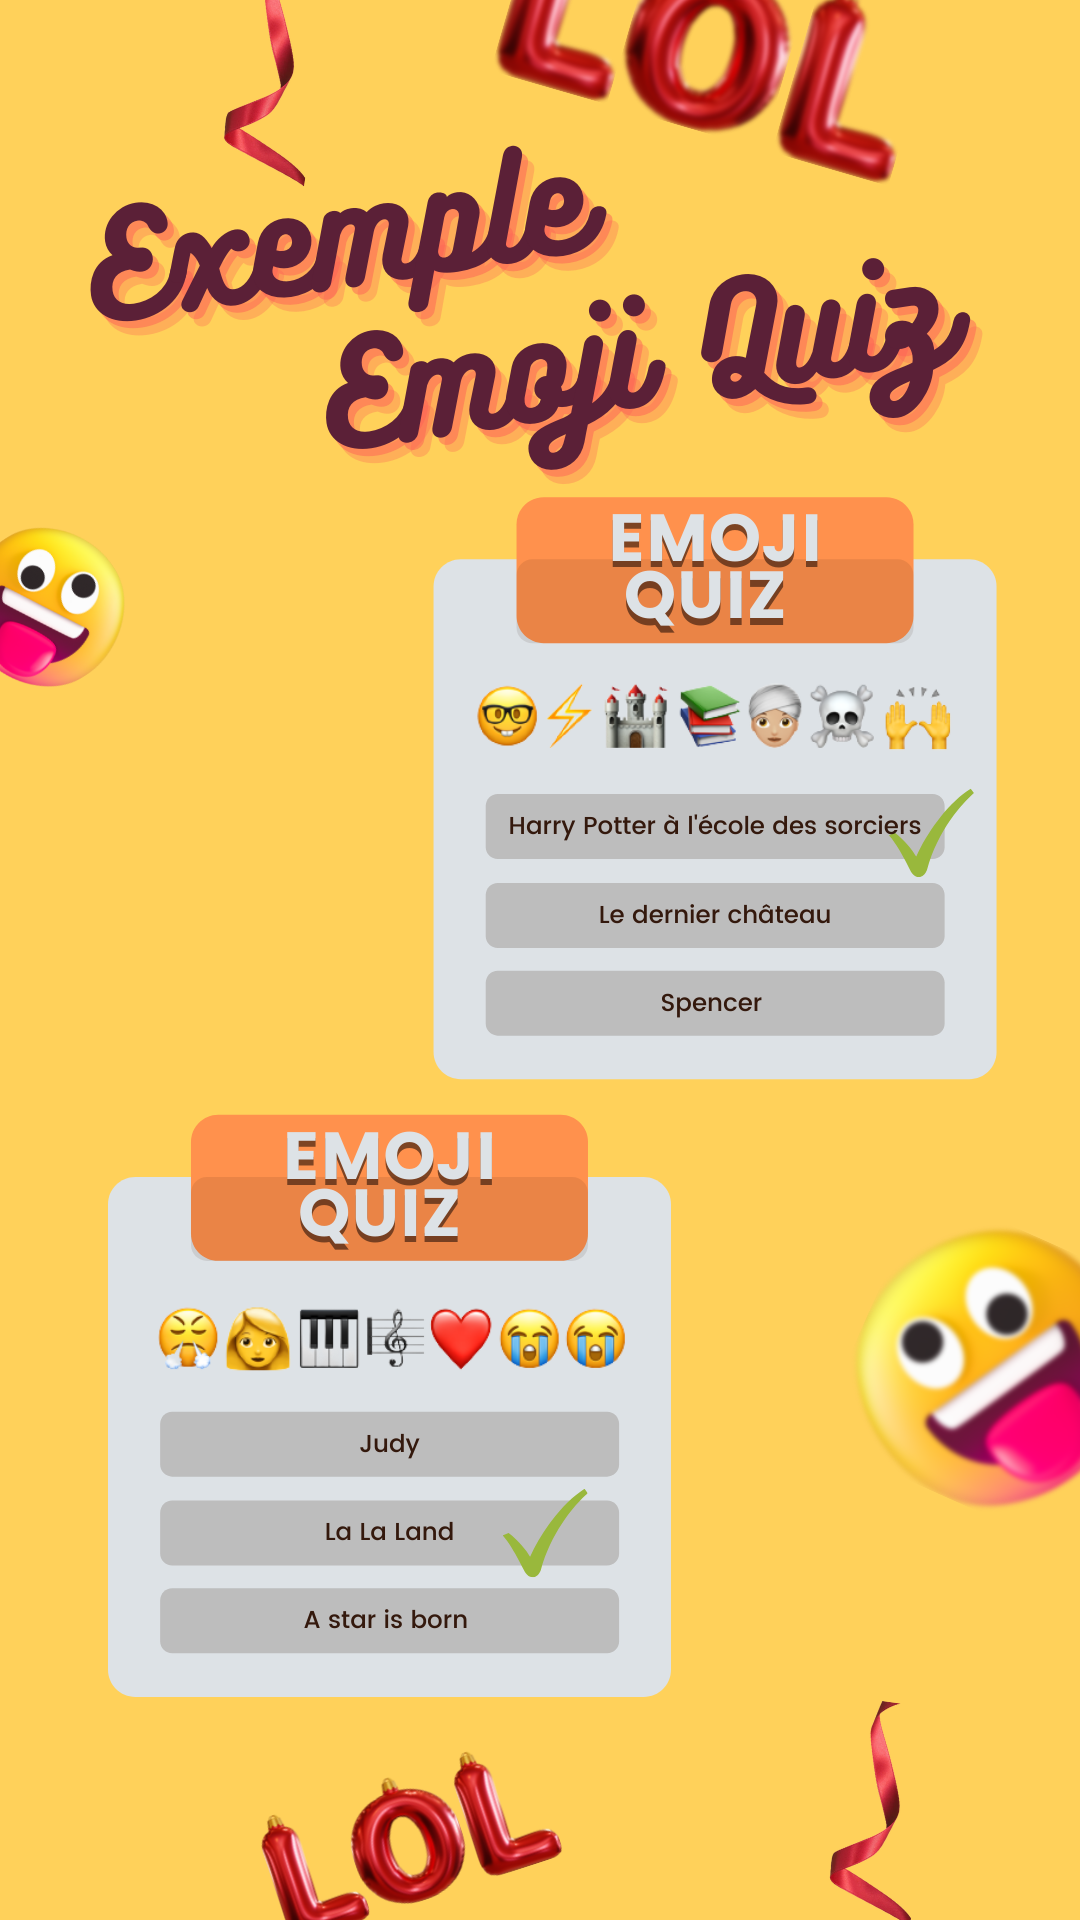 LOL
Exemple
Emoji Quiz
EMOJI
QUIZ
Harry Potter à l'école des sorciers
Le dernier château
Spencer
EMOJI
QUIZ
Judy
La La Land
A star is born
LOL